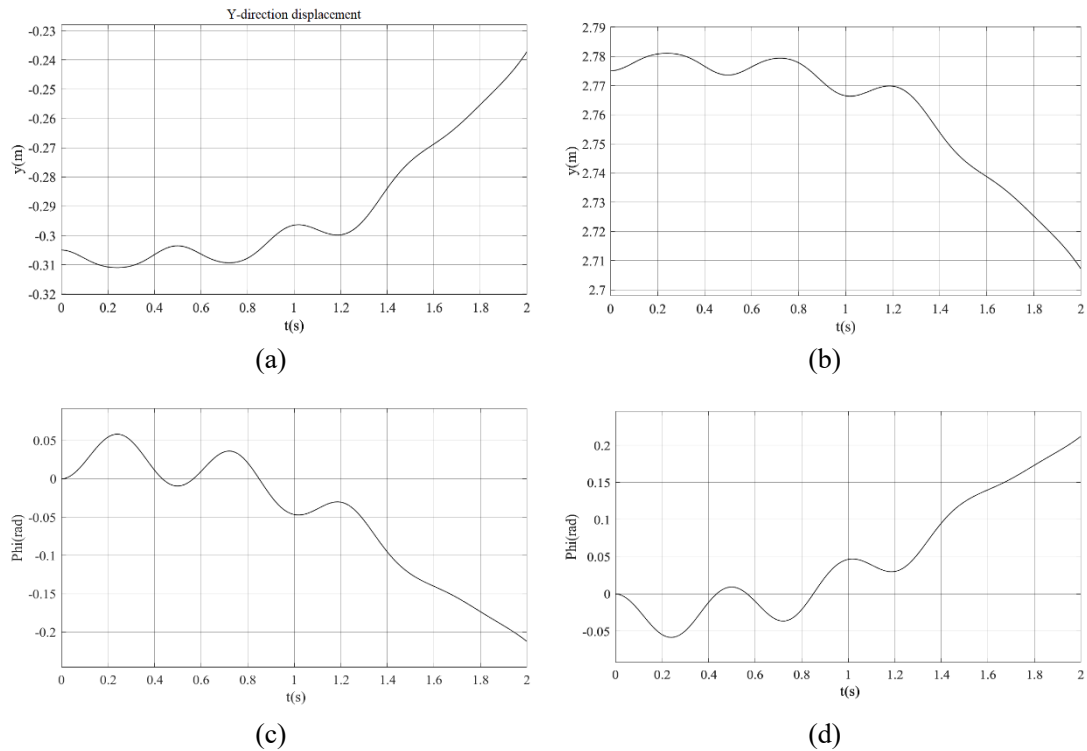 Y-direction displacement
-0.23
-0.24
-0.25
-0.26
-0.27
-0.28
-0.29
-0.3
-0.31
-0.32
y(m)
0 0.2 0.4 0.6 0.8 1 1.2 1.4 1.6 1.8 2
t(s)
(a)
2.79
2.78
2.77
2.76
2.75
2.74
2.73
2.72
2.71
2.7
y(m)
0 0.2 0.4 0.6 0.8 1 1.2 1.4 1.6 1.8 2
t(s)
(b)
0.05
0
-0.05
-0.1
-0.15
-0.2
Phi(rad)
0 0.2 0.4 0.6 0.8 1 1.2 1.4 1.6 1.8 2
t(s)
(c)
0.2
0.15
0.1
0.05
0
-0.05
Phi(rad)
0 0.2 0.4 0.6 0.8 1 1.2 1.4 1.6 1.8 2
t(s)
(d)